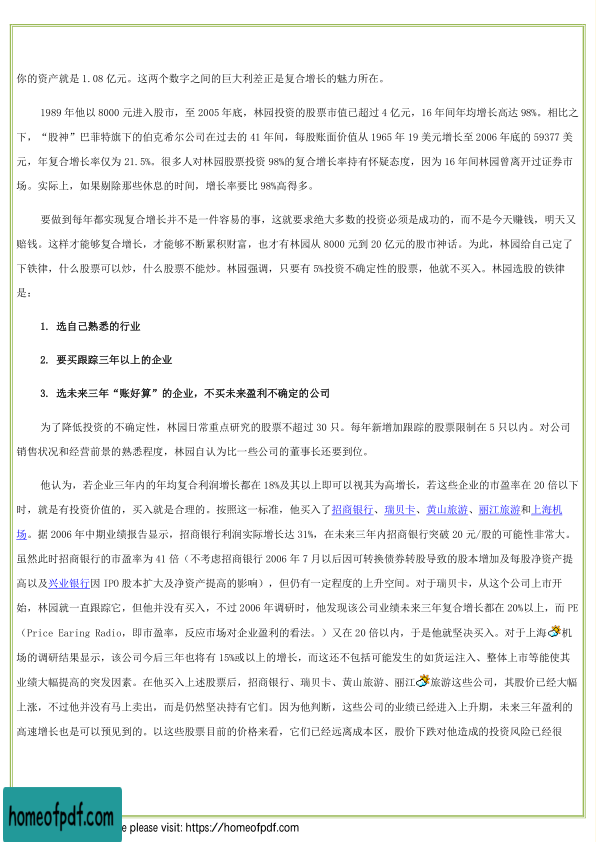 你的资产就是 1.08 亿元。这两个数字之间的巨大利差正是复合增长的魅力所在。
1989 年他以 8000 元进入股市，至 2005 年底，林园投资的股票市值已超过 4 亿元，16 年间年均增长高达 98%。相比之
下，“股神”巴菲特旗下的伯克希尔公司在过去的 41 年间，每股账面价值从 1965 年 19 美元增长至 2006 年底的 59377 美
元，年复合增长率仅为 21.5%。很多人对林园股票投资 98%的复合增长率持有怀疑态度，因为 16 年间林园曾离开过证券市
场。实际上，如果剔除那些休息的时间，增长率要比 98%高得多。
要做到每年都实现复合增长并不是一件容易的事，这就要求绝大多数的投资必须是成功的，而不是今天赚钱，明天又
赔钱。这样才能够复合增长，才能够不断累积财富，也才有林园从 8000 元到 20 亿元的股市神话。为此，林园给自己定了
下铁律，什么股票可以炒，什么股票不能炒。林园强调，只要有 5%投资不确定性的股票，他就不买入。林园选股的铁律
是：
1. 选自己熟悉的行业
2. 要买跟踪三年以上的企业
3. 选未来三年“账好算”的企业，不买未来盈利不确定的公司
为了降低投资的不确定性，林园日常重点研究的股票不超过 30 只。每年新增加跟踪的股票限制在 5 只以内。对公司
销售状况和经营前景的熟悉程度，林园自认为比一些公司的董事长还要到位。
他认为，若企业三年内的年均复合利润增长都在 18%及其以上即可以视其为高增长，若这些企业的市盈率在 20 倍以下
时，就是有投资价值的，买入就是合理的。按照这一标准，他买入了招商银行、瑞贝卡、黄山旅游、丽江旅游和上海机
场。据 2006 年中期业绩报告显示，招商银行利润实际增长达 31%，在未来三年内招商银行突破 20 元/股的可能性非常大。
虽然此时招商银行的市盈率为 41 倍（不考虑招商银行 2006 年 7 月以后因可转换债券转股导致的股本增加及每股净资产提
高以及兴业银行因 IPO 股本扩大及净资产提高的影响），但仍有一定程度的上升空间。对于瑞贝卡，从这个公司上市开
始，林园就一直跟踪它，但他并没有买入，不过 2006 年调研时，他发现该公司业绩未来三年复合增长都在 20%以上，而 PE
（Price Earing Radio，即市盈率，反应市场对企业盈利的看法。）又在 20 倍以内，于是他就坚决买入。对于上海机
场的调研结果显示，该公司今后三年也将有 15%或以上的增长，而这还不包括可能发生的如货运注入、整体上市等能使其
业绩大幅提高的突发因素。在他买入上述股票后，招商银行、瑞贝卡、黄山旅游、丽江旅游这些公司，其股价已经大幅
上涨，不过他并没有马上卖出，而是仍然坚决持有它们。因为他判断，这些公司的业绩已经进入上升期，未来三年盈利的
高速增长也是可以预见到的。以这些股票目前的价格来看，它们已经远离成本区，股价下跌对他造成的投资风险已经很
homeofpdf.com
e please visit: https://homeofpdf.com